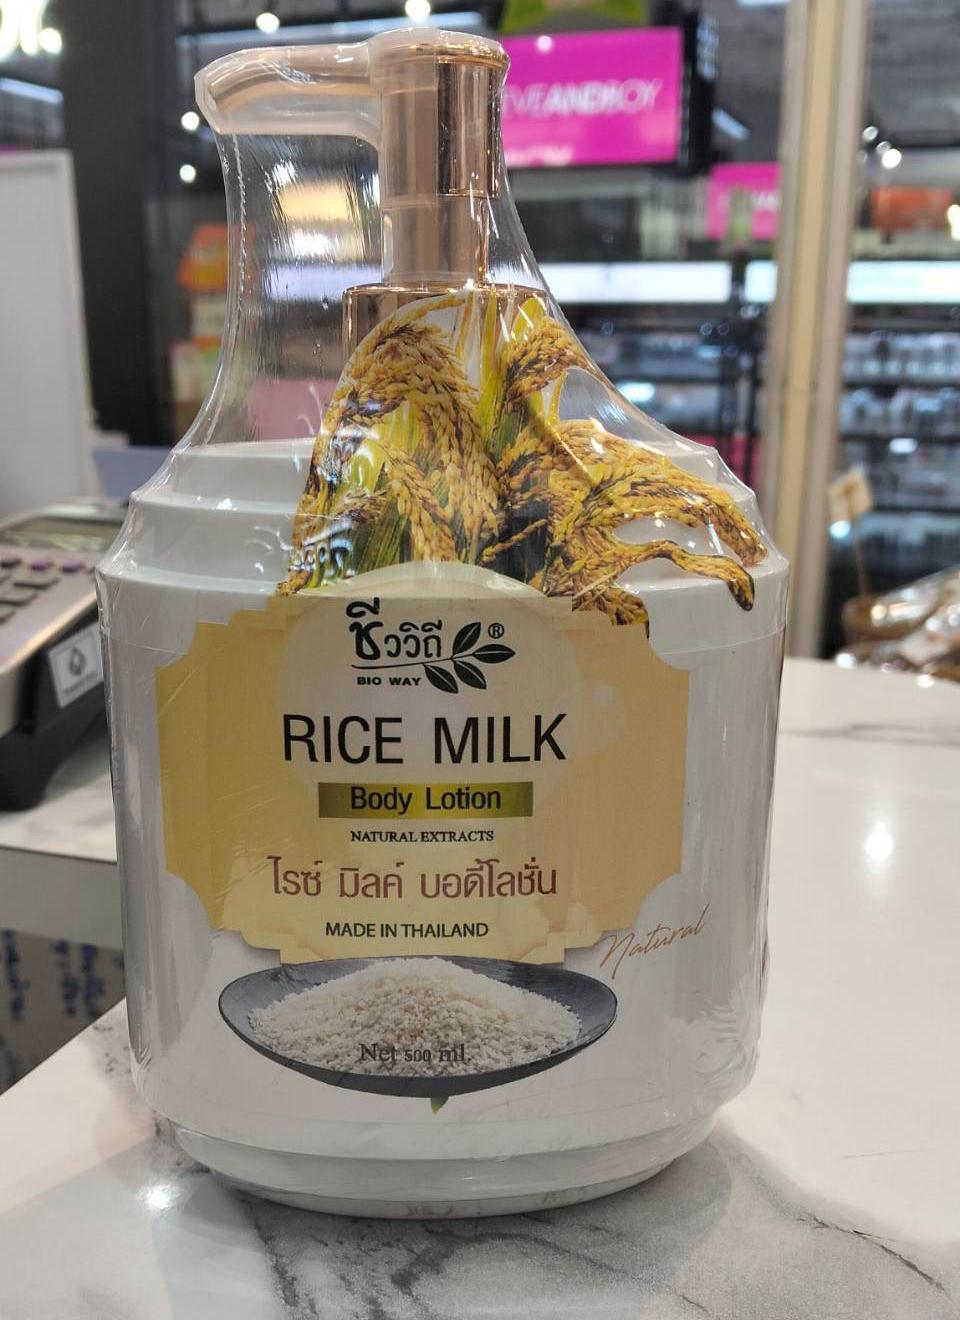 EVEANDBOY
ชีววิถี®
BIO WAY
RICE MILK
Body Lotion
NATURAL EXTRACTS
ไรซ์ มิลค์ บอดี้โลชั่น
MADE IN THAILAND
Natural
Net 500 ml.